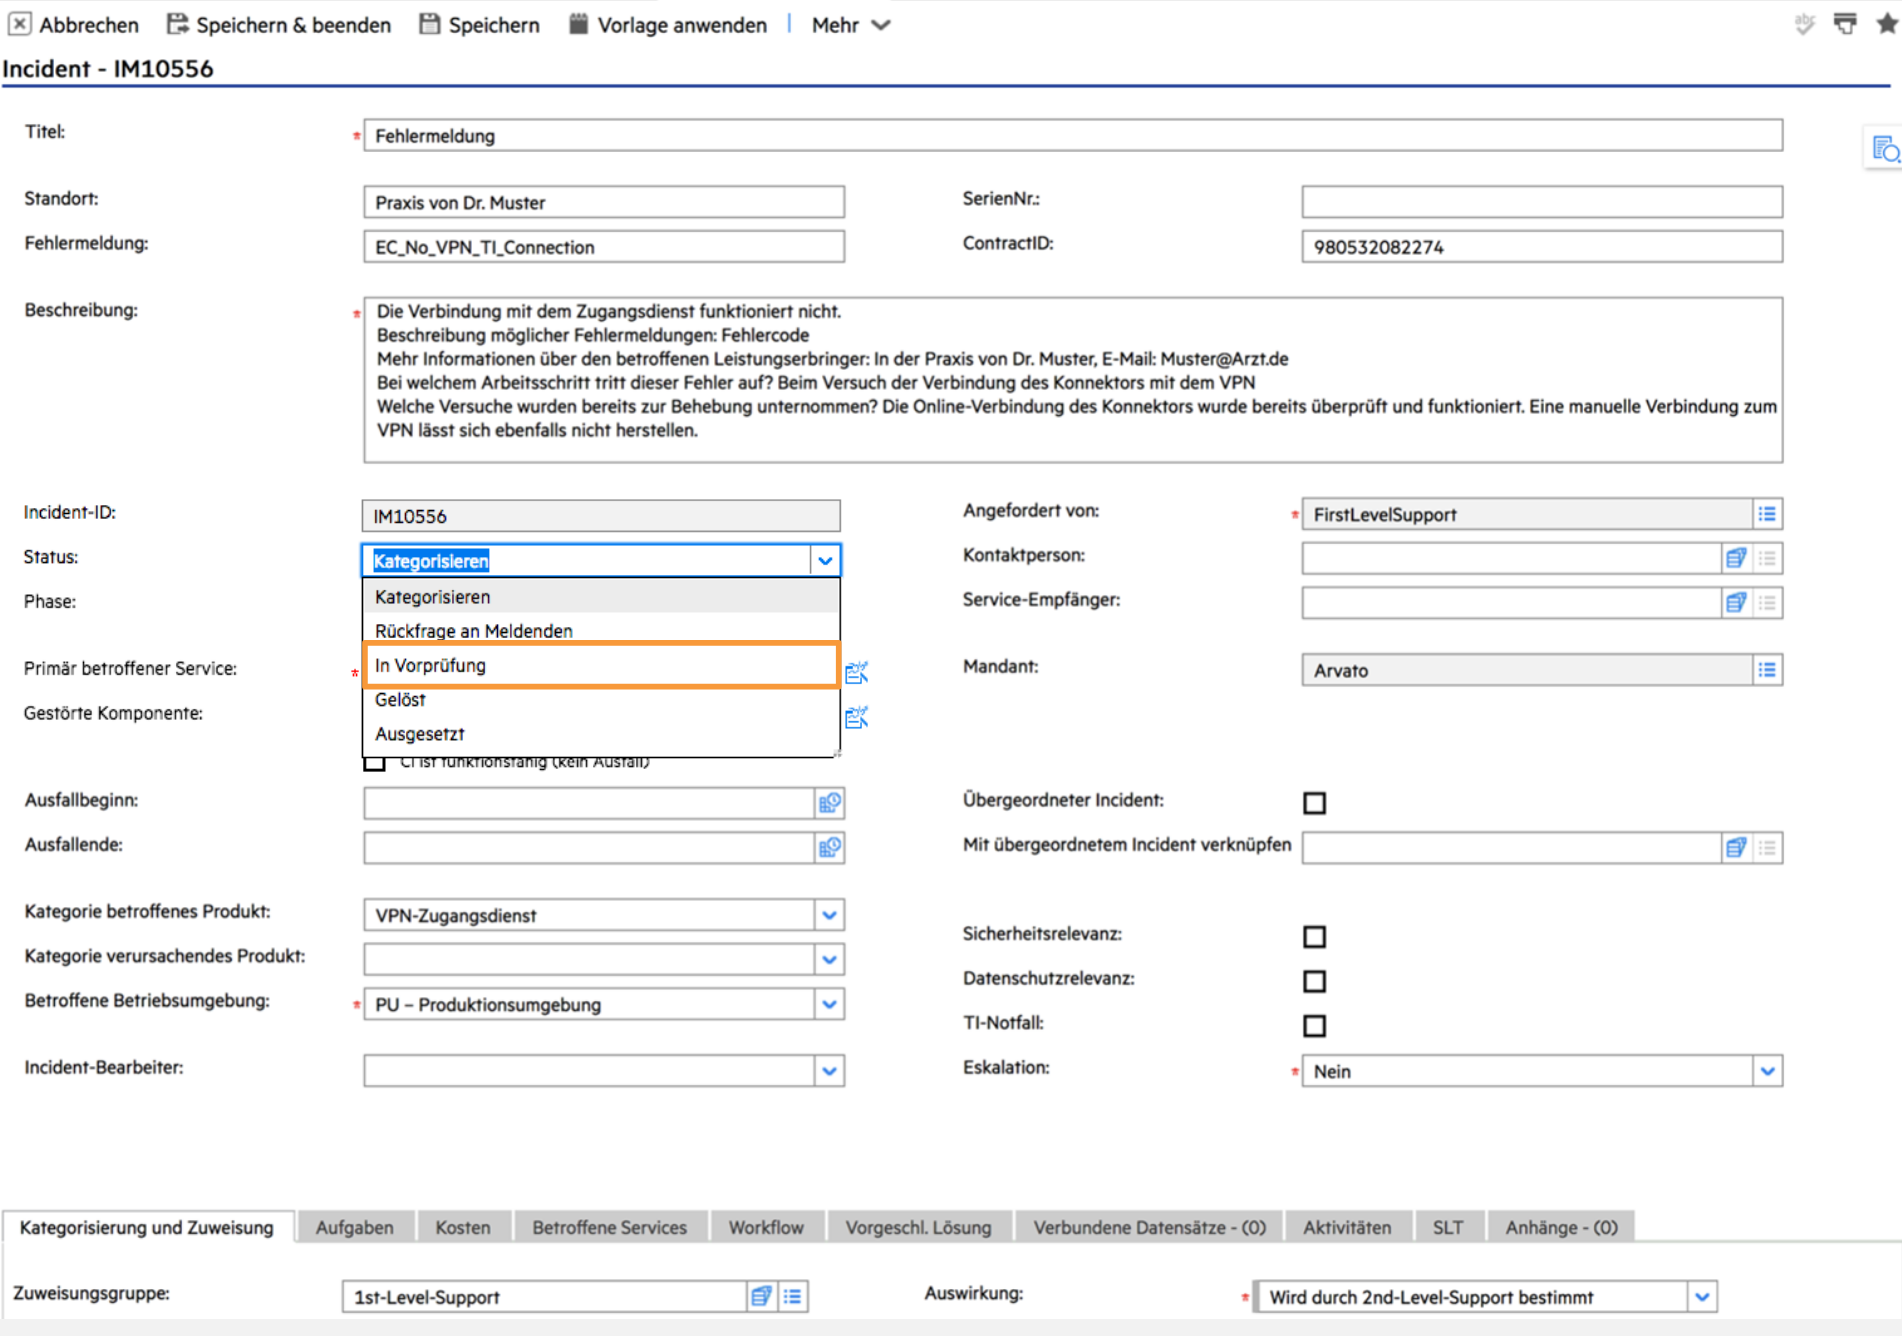 Abbrechen Speichern & beenden Speichern Vorlage anwenden Mehr
abc
Incident - IM10556
Titel: * Fehlermeldung
Standort: Praxis von Dr. Muster SerienNr.:
Fehlermeldung: EC_No_VPN_TI_Connection ContractID: 980532082274
Beschreibung: * Die Verbindung mit dem Zugangsdienst funktioniert nicht.
Beschreibung möglicher Fehlermeldungen: Fehlercode
Mehr Informationen über den betroffenen Leistungserbringer: In der Praxis von Dr. Muster, E-Mail: Muster@Arzt.de
Bei welchem Arbeitsschritt tritt dieser Fehler auf? Beim Versuch der Verbindung des Konnektors mit dem VPN
Welche Versuche wurden bereits zur Behebung unternommen? Die Online-Verbindung des Konnektors wurde bereits überprüft und funktioniert. Eine manuelle Verbindung zum
VPN lässt sich ebenfalls nicht herstellen.
Incident-ID: IM10556 Angefordert von: * FirstLevelSupport
Status: Kategorisieren Kontaktperson:
Kategorisieren
Phase: Service-Empfänger:
Rückfrage an Meldenden
Primär betroffener Service: * In Vorprüfung Mandant: Arvato
Gelöst
Gestörte Komponente:
Ausgesetzt
CI ist funktionsfähig (kein Ausfall)
Ausfallbeginn: Übergeordneter Incident:
Ausfallende: Mit übergeordnetem Incident verknüpfen
Kategorie betroffenes Produkt: VPN-Zugangsdienst
Sicherheitsrelevanz:
Kategorie verursachendes Produkt:
Datenschutzrelevanz:
Betroffene Betriebsumgebung: * PU – Produktionsumgebung
TI-Notfall:
Incident-Bearbeiter: Eskalation: * Nein
Kategorisierung und Zuweisung Aufgaben Kosten Betroffene Services Workflow Vorgeschl. Lösung Verbundene Datensätze - (0) Aktivitäten SLT Anhänge - (0)
Zuweisungsgruppe: 1st-Level-Support Auswirkung: * Wird durch 2nd-Level-Support bestimmt